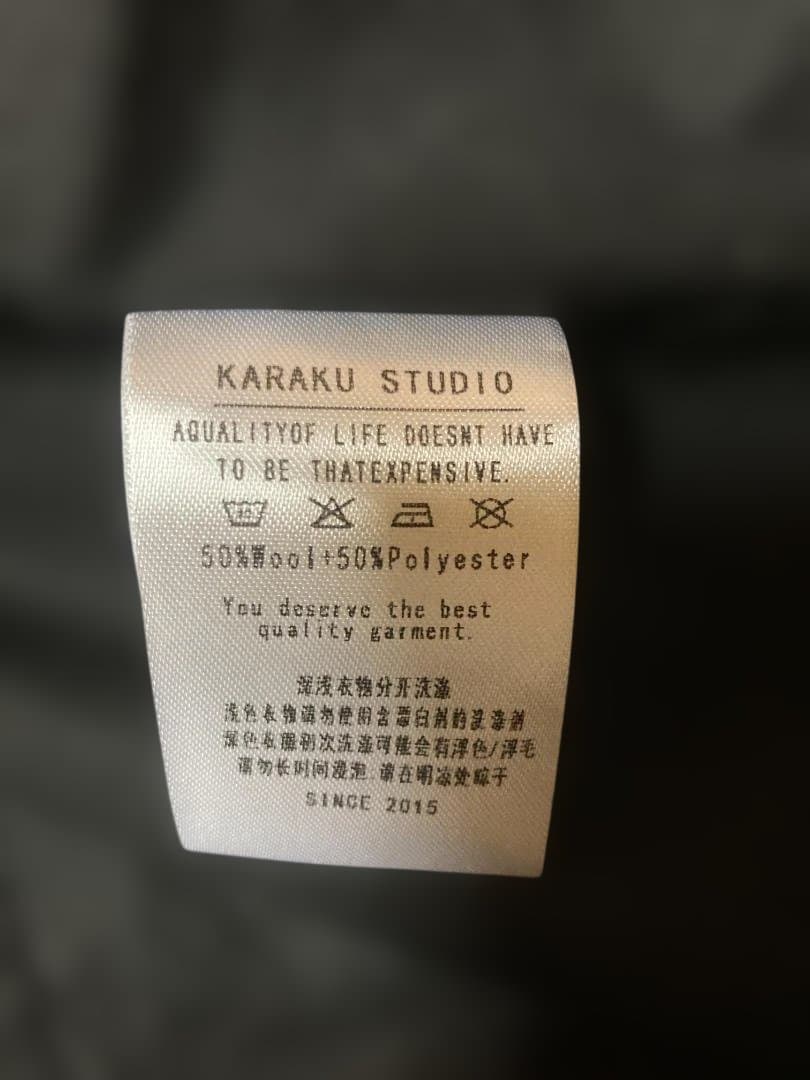 KARAKU STUDIO
AQUALITYOF LIFE DOESNT HAVE
TO BE THATEXPENSIVE.
50%Wool+50%Polyester
You deserve the best
quality garment.
深浅衣物分开洗涤
浅色衣物请勿使用含漂白剂的洗涤剂
深色衣服初次洗涤可能会有浮色/浮毛
请勿长时间浸泡 请在阴凉处晾干
SINCE 2015